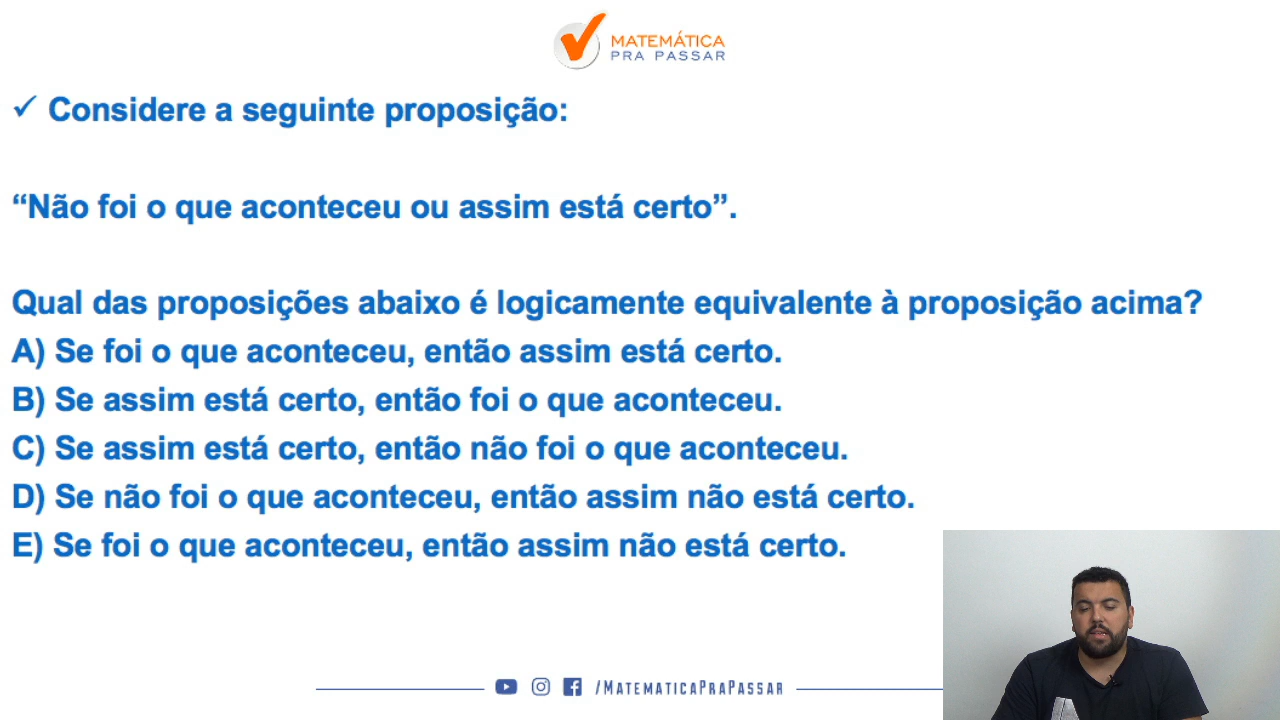 MATEMÁTICA
PRA PASSAR
✓ Considere a seguinte proposição:
“Não foi o que aconteceu ou assim está certo”.
Qual das proposições abaixo é logicamente equivalente à proposição acima?
A) Se foi o que aconteceu, então assim está certo.
B) Se assim está certo, então foi o que aconteceu.
C) Se assim está certo, então não foi o que aconteceu.
D) Se não foi o que aconteceu, então assim não está certo.
E) Se foi o que aconteceu, então assim não está certo.
/MATEMATICAPRAPASSAR